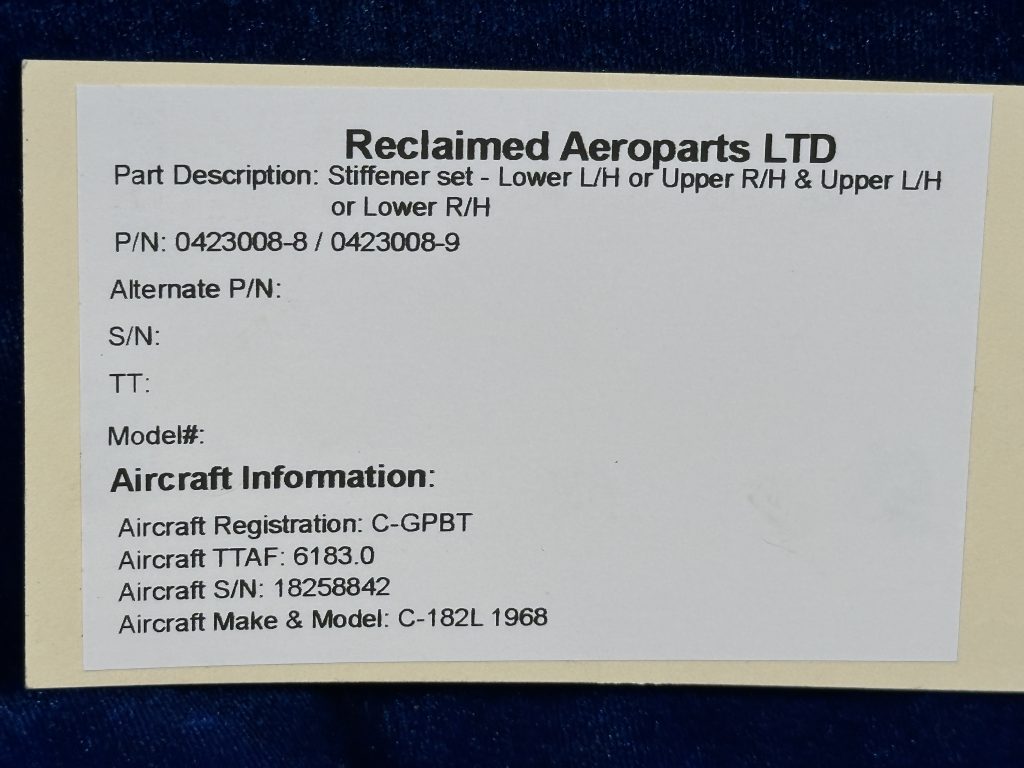 Reclaimed Aeroparts LTD
Part Description: Stiffener set - Lower L/H or Upper R/H & Upper L/H
or Lower R/H
P/N: 0423008-8 / 0423008-9
Alternate P/N:
S/N:
TT:
Model#:
Aircraft Information:
Aircraft Registration: C-GPBT
Aircraft TTAF: 6183.0
Aircraft S/N: 18258842
Aircraft Make & Model: C-182L 1968